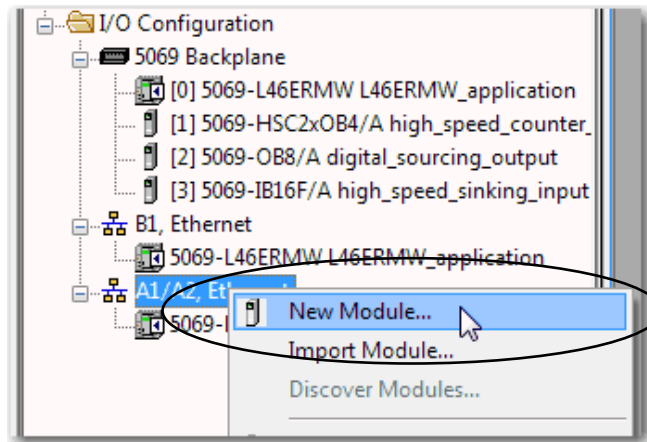 I/O Configuration
5069 Backplane
[0] 5069-L46ERMW L46ERMW_application
[1] 5069-HSC2xOB4/A high_speed_counter_
[2] 5069-OB8/A digital_sourcing_output
[3] 5069-IB16F/A high_speed_sinking_input
B1, Ethernet
5069-L46ERMW L46ERMW_application
A1/A2, Et
New Module...
5069-
Import Module...
Discover Modules...